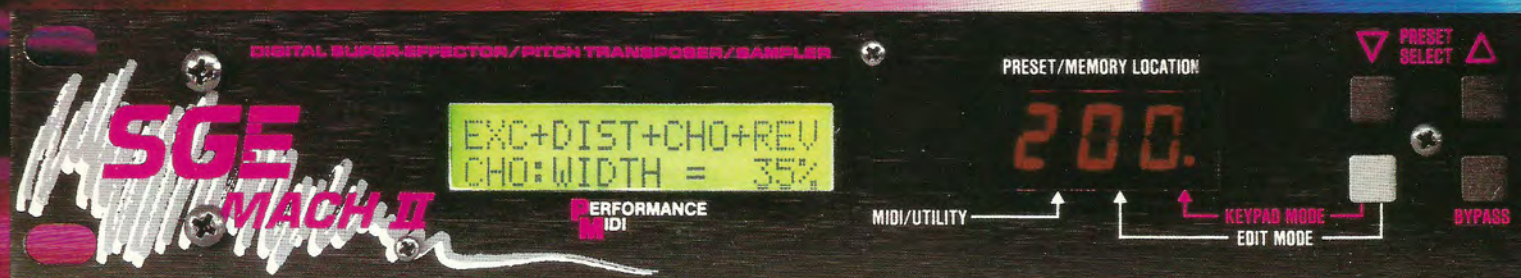 DIGITAL SUPER-EFFECTOR/PITCH TRANSPOSER/SAMPLER
SGE
MACH II
EXC+DIST+CHO+REV
CHO:WIDTH = 35%
PERFORMANCE
MIDI
PRESET/MEMORY LOCATION
200.
MIDI/UTILITY
KEYPAD MODE
EDIT MODE
PRESET
SELECT
BYPASS